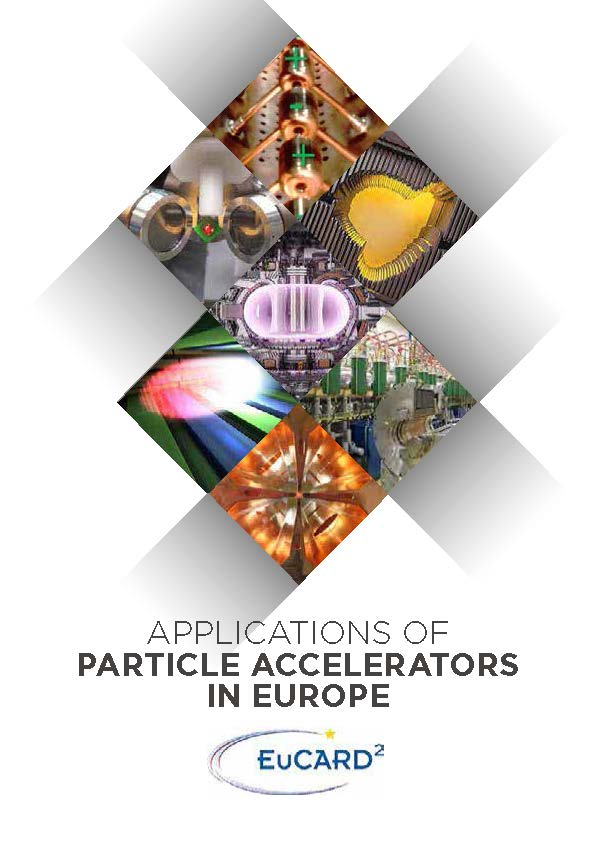 APPLICATIONS OF
PARTICLE ACCELERATORS
IN EUROPE
EuCARD²